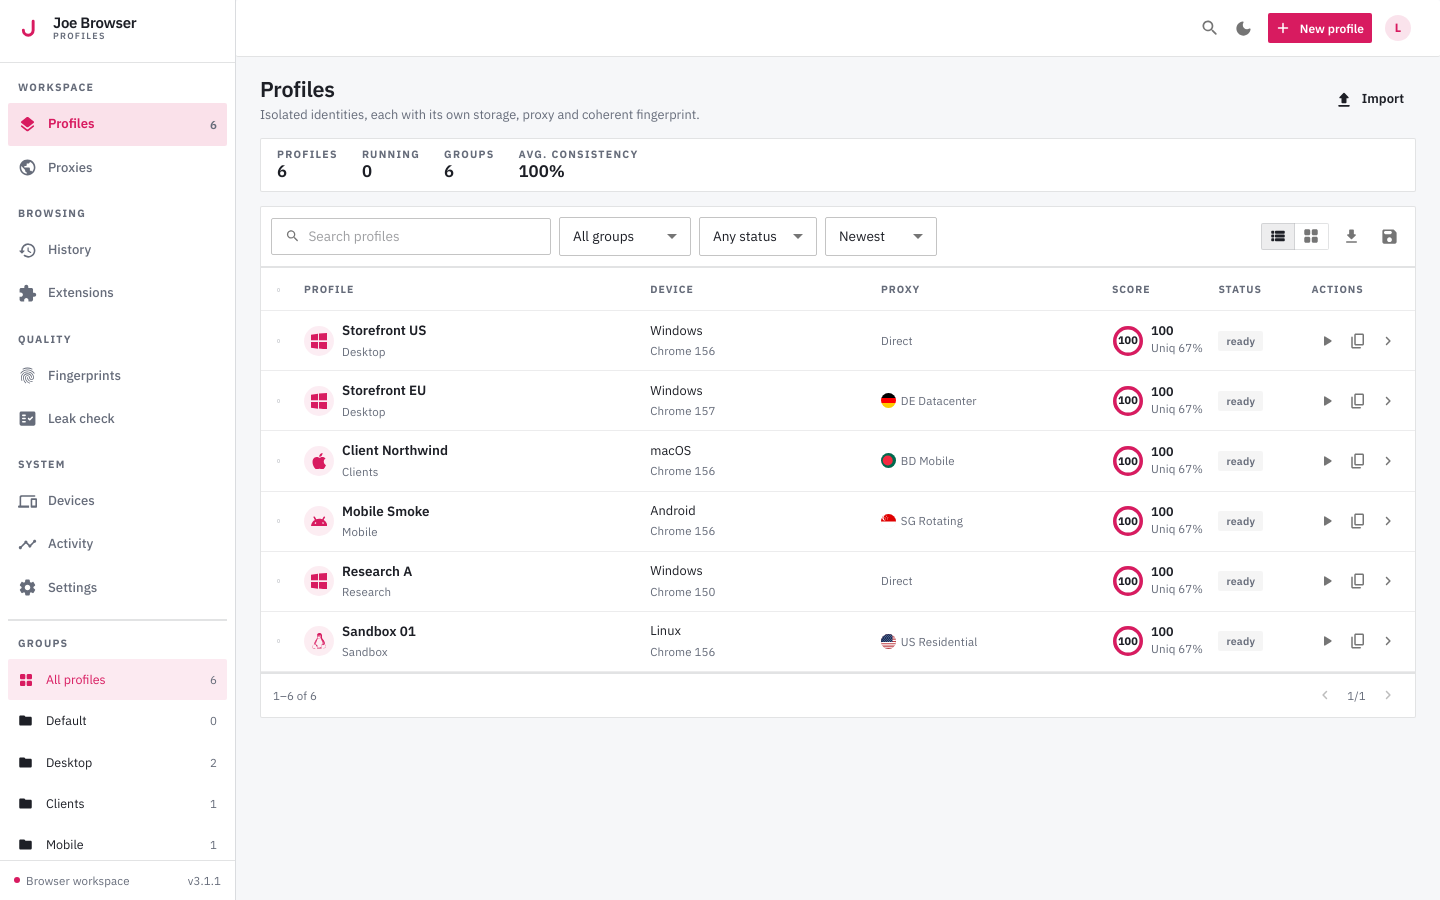 Joe Browser
PROFILES
New profile
L
WORKSPACE
Profiles 6
Proxies
BROWSING
History
Extensions
QUALITY
Fingerprints
Leak check
SYSTEM
Devices
Activity
Settings
GROUPS
All profiles 6
Default 0
Desktop 2
Clients 1
Mobile 1
Browser workspace v3.1.1
Profiles
Isolated identities, each with its own storage, proxy and coherent fingerprint.
Import
PROFILES RUNNING GROUPS AVG. CONSISTENCY
6 0 6 100%
Search profiles All groups Any status Newest
PROFILE DEVICE PROXY SCORE STATUS ACTIONS
Storefront US Windows 100
Desktop Chrome 156 Direct 100 Uniq 67% ready
Storefront EU Windows 100
Desktop Chrome 157 DE Datacenter 100 Uniq 67% ready
Client Northwind macOS 100
Clients Chrome 156 BD Mobile 100 Uniq 67% ready
Mobile Smoke Android 100
Mobile Chrome 156 SG Rotating 100 Uniq 67% ready
Research A Windows 100
Research Chrome 150 Direct 100 Uniq 67% ready
Sandbox 01 Linux 100
Sandbox Chrome 156 US Residential 100 Uniq 67% ready
1–6 of 6 1/1